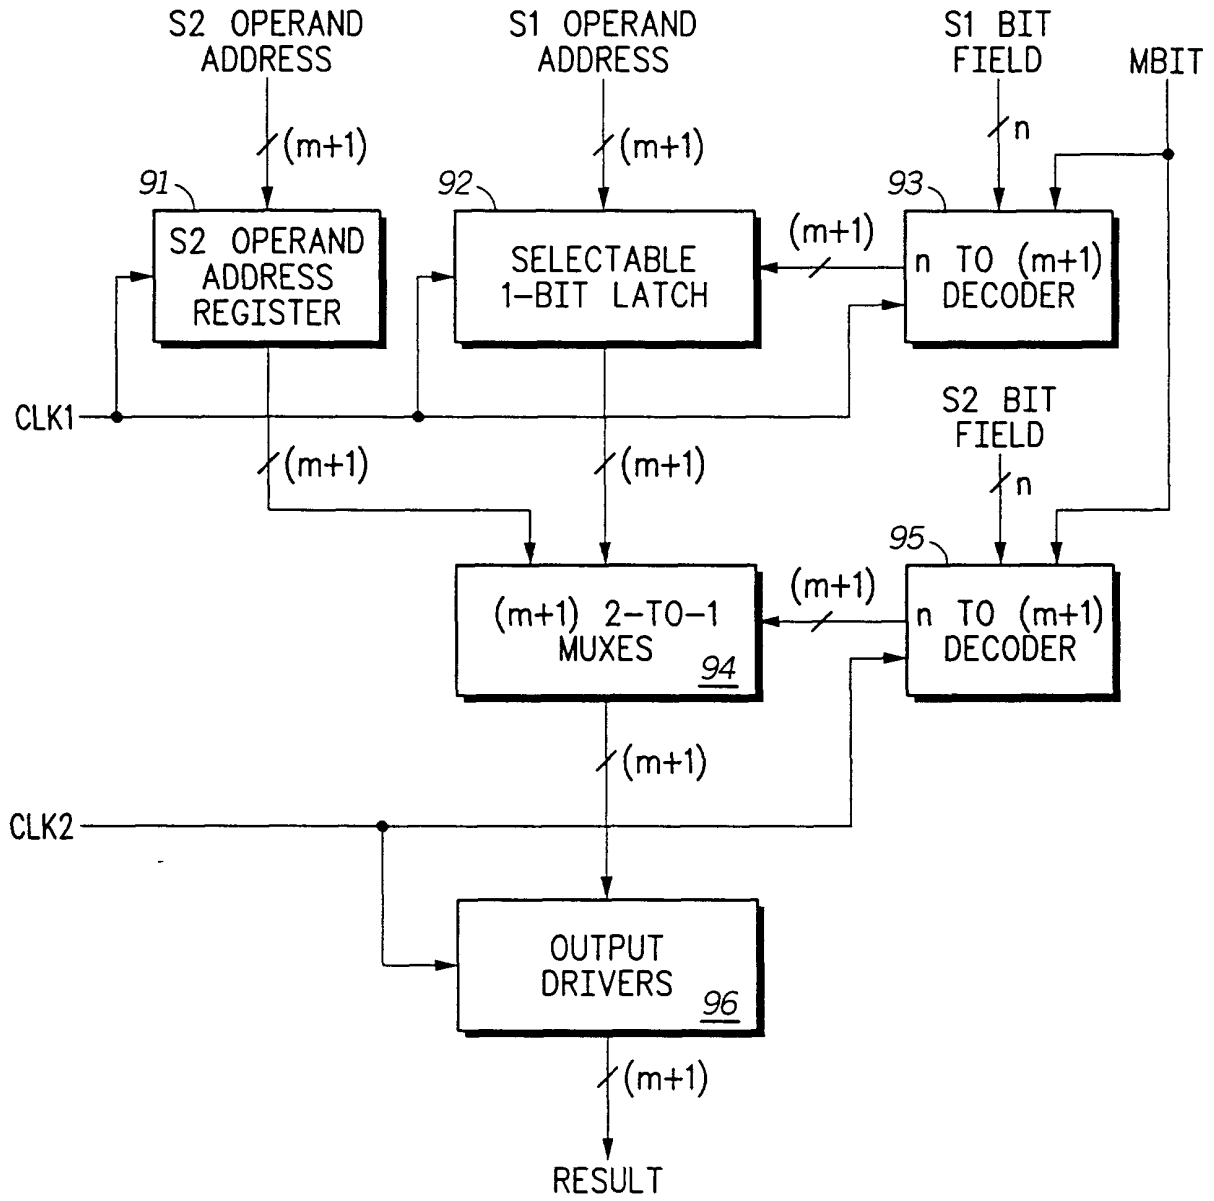 S2 OPERAND
ADDRESS
S1 OPERAND
ADDRESS
S1 BIT
FIELD
MBIT
(m+1)
(m+1)
n
91
92
93
S2 OPERAND
ADDRESS
REGISTER
SELECTABLE
1-BIT LATCH
(m+1)
n TO (m+1)
DECODER
CLK1
S2 BIT
FIELD
(m+1)
(m+1)
n
95
(m+1) 2-TO-1
MUXES
94
(m+1)
n TO (m+1)
DECODER
(m+1)
CLK2
OUTPUT
DRIVERS
96
(m+1)
RESULT